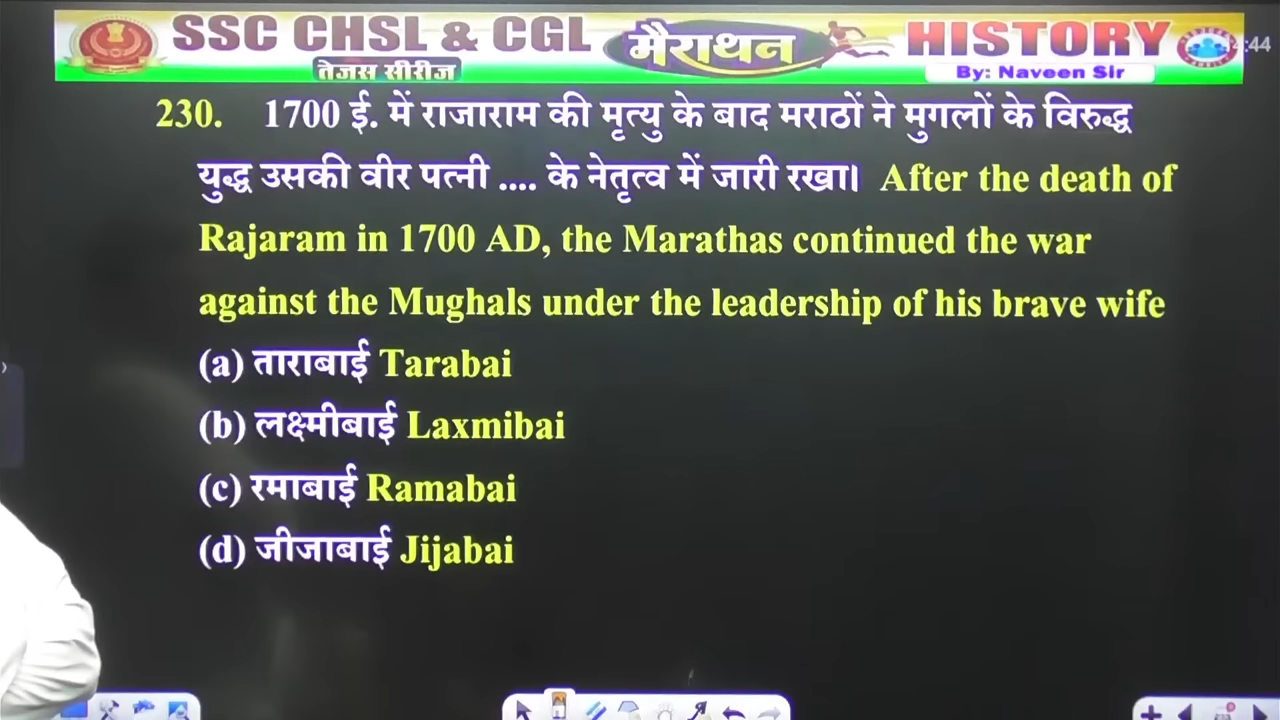 SSC CHSL & CGL मैराथन HISTORY
तेजस सीरीज By: Naveen Sir
230. 1700 ई. में राजाराम की मृत्यु के बाद मराठों ने मुगलों के विरुद्ध
युद्ध उसकी वीर पत्नी .... के नेतृत्व में जारी रखा। After the death of
Rajaram in 1700 AD, the Marathas continued the war
against the Mughals under the leadership of his brave wife
(a) ताराबाई Tarabai
(b) लक्ष्मीबाई Laxmibai
(c) रमाबाई Ramabai
(d) जीजाबाई Jijabai